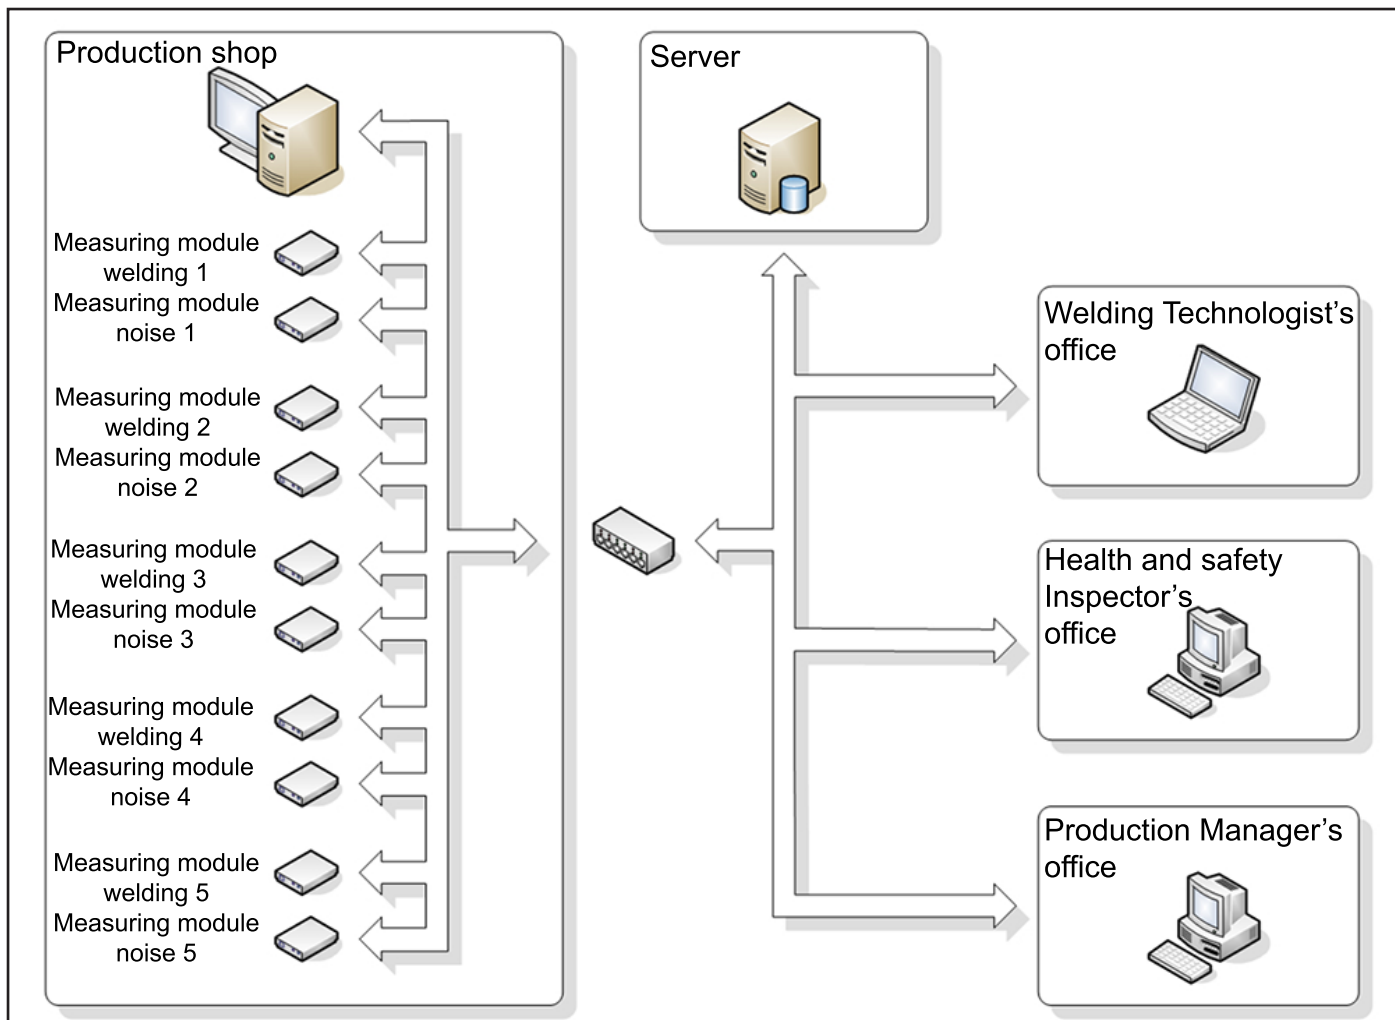 Production shop
Measuring module
welding 1
Measuring module
noise 1
Measuring module
welding 2
Measuring module
noise 2
Measuring module
welding 3
Measuring module
noise 3
Measuring module
welding 4
Measuring module
noise 4
Measuring module
welding 5
Measuring module
noise 5
Server
Welding Technologist’s
office
Health and safety
Inspector’s
office
Production Manager’s
office